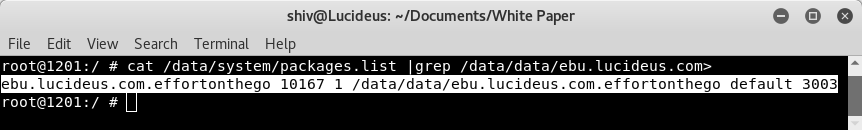 shiv@Lucideus: ~/Documents/White Paper
File Edit View Search Terminal Help
root@1201:/ # cat /data/system/packages.list |grep /data/data/ebu.lucideus.com>
ebu.lucideus.com.effortonthego 10167 1 /data/data/ebu.lucideus.com.effortonthego default 3003
root@1201:/ #